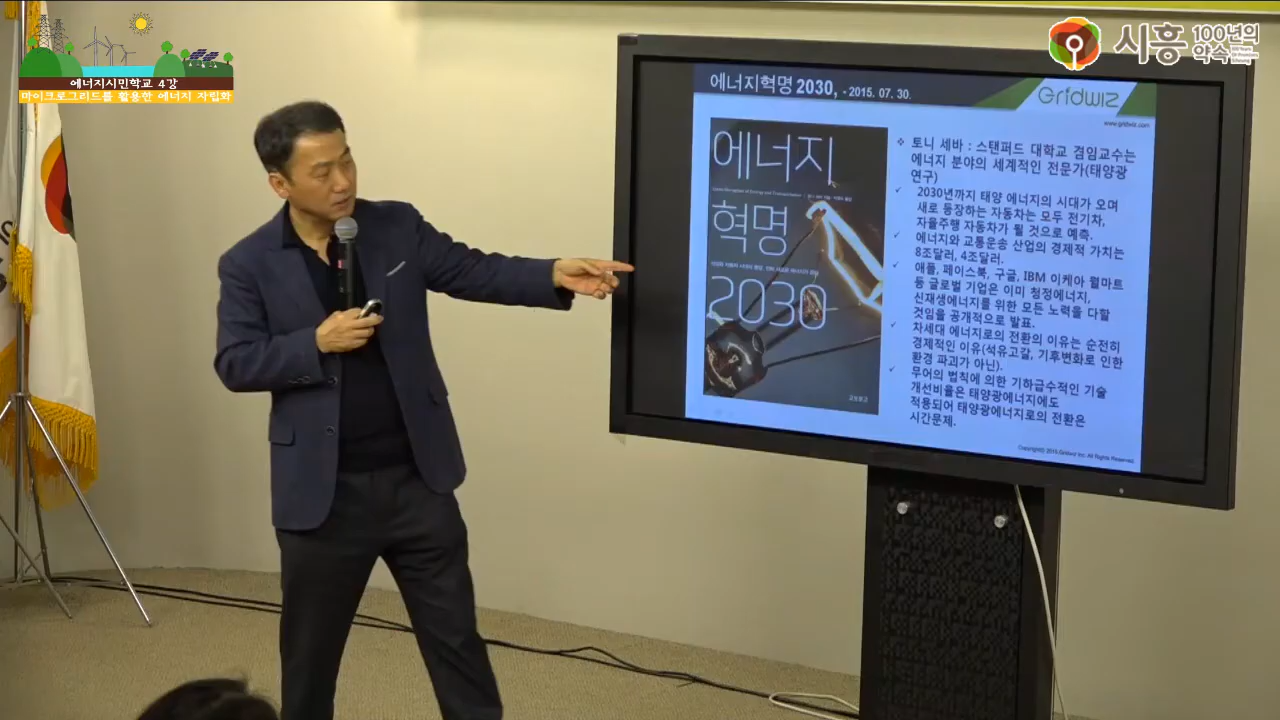 에너지시민학교 4강
마이크로그리드를 활용한 에너지 자립화
시흥 100년의 약속
에너지혁명 2030, - 2015. 07. 30.
Gridwiz
www.gridwiz.com
에너지
혁명
2030
❖ 토니 세바 : 스탠퍼드 대학교 겸임교수는
에너지 분야의 세계적인 전문가(태양광
연구)
✓ 2030년까지 태양 에너지의 시대가 오며
새로 등장하는 자동차는 모두 전기차,
자율주행 자동차가 될 것으로 예측.
✓ 에너지와 교통운송 산업의 경제적 가치는
8조달러, 4조달러.
✓ 애플, 페이스북, 구글, IBM 이케아 월마트
등 글로벌 기업은 이미 청정에너지,
신재생에너지를 위한 모든 노력을 다할
것임을 공개적으로 발표.
✓ 차세대 에너지로의 전환의 이유는 순전히
경제적인 이유(석유고갈, 기후변화로 인한
환경 파괴가 아닌).
✓ 무어의 법칙에 의한 기하급수적인 기술
개선비율은 태양광에너지에도
적용되어 태양광에너지로의 전환은
시간문제.
Copyright(c) 2015 Gridwiz Inc. All Rights Reserved.